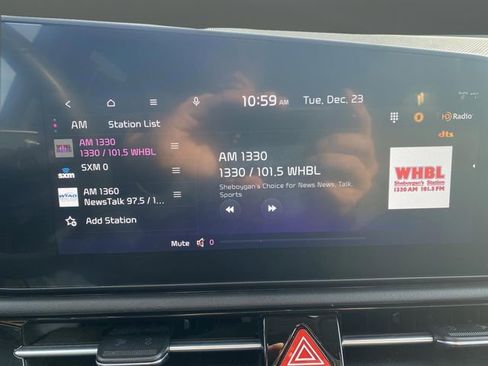 10:59 AM
Tue, Dec, 23
HD Radio
dts
AM
Station List
AM 1330
1330 / 101.5 WHBL
SXM 0
sxm
AM 1360
NewsTalk 97.5 / 1...
Add Station
AM 1330
1330 / 101.5 WHBL
Sheboygan's Choice for News News, Talk,
Sports
WHBL
Sheboygan's Station
1330 AM 101.5 FM
Mute
0